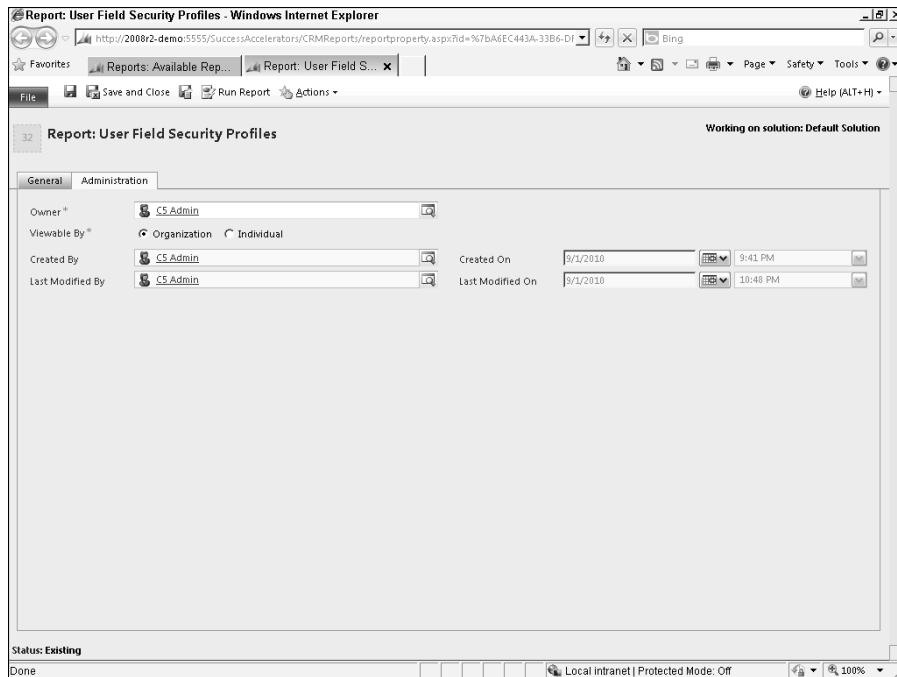 Report: User Field Security Profiles - Windows Internet Explorer
http://2008r2-demo:5555/SuccessAccelerators/CRMReports/reportproperty.aspx?id=%7bA6EC443A-33B6-DF Bing
Favorites Reports: Available Rep... Report: User Field S... Page Safety Tools
File Save and Close Run Report Actions Help (ALT+H)
32 Report: User Field Security Profiles Working on solution: Default Solution
General Administration
Owner* C5 Admin
Viewable By* Organization Individual
Created By C5 Admin Created On 9/1/2010 9:41 PM
Last Modified By C5 Admin Last Modified On 9/1/2010 10:48 PM
Status: Existing
Done Local intranet | Protected Mode: Off 100%